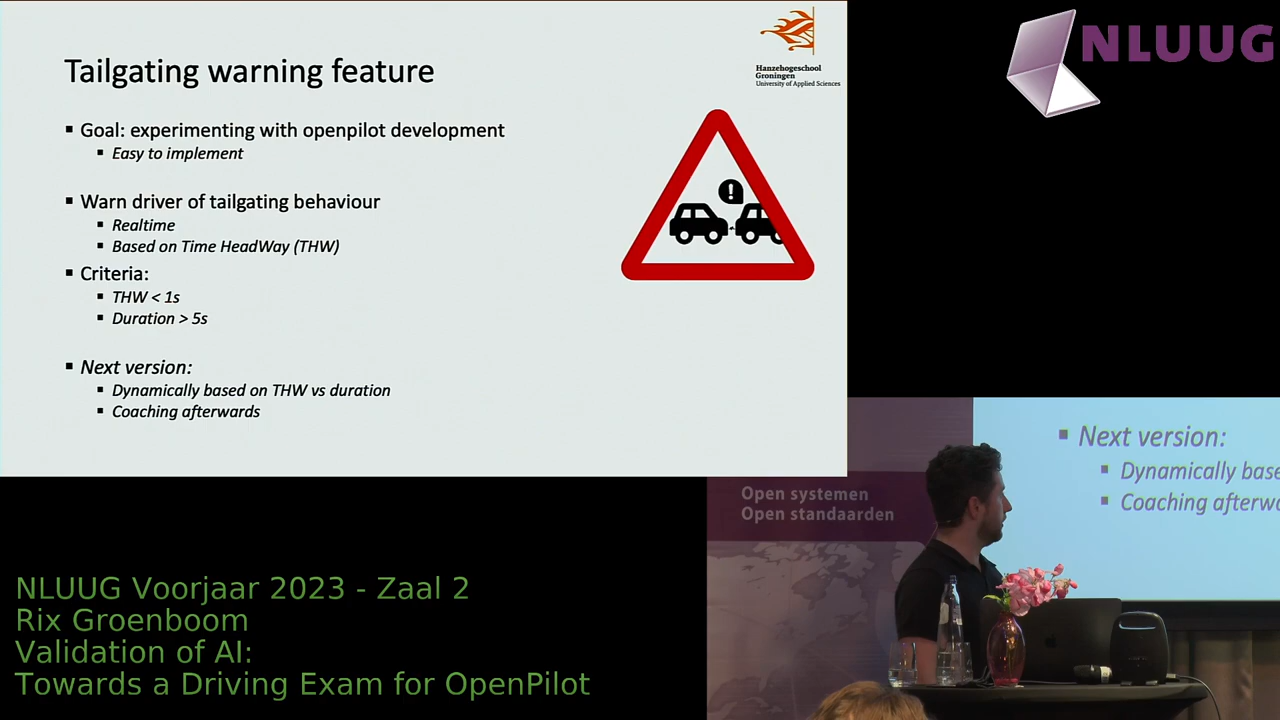 Tailgating warning feature
Hanzehogeschool
Groningen
University of Applied Sciences
NLUUG
Goal: experimenting with openpilot development
Easy to implement
Warn driver of tailgating behaviour
Realtime
Based on Time HeadWay (THW)
Criteria:
THW < 1s
Duration > 5s
Next version:
Dynamically based on THW vs duration
Coaching afterwards
!
Open systemen
Open standaarden
Next version:
Dynamically base
Coaching afterwa
NLUUG Voorjaar 2023 - Zaal 2
Rix Groenboom
Validation of AI:
Towards a Driving Exam for OpenPilot